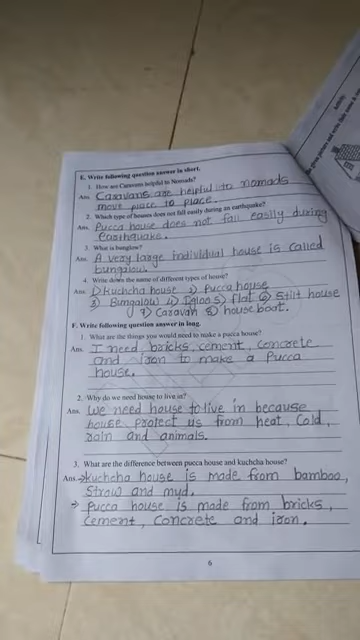 E. Write following question answer in short.
1. How are Caravans helpful to Nomads?
Ans. Caravans are helpful to nomads
move place to place.
2. Which type of houses does not fall easily during an earthquake?
Ans. Pucca house does not fall easily during
earthquake.
3. What is bunglow?
Ans. A very large individual house is called
bungalow.
4. Write down the name of different types of house?
Ans. 1) kuchcha house 2) Pucca house
3) Bungalow 4) Igloo 5) flat 6) Stilt house
7) Caravan 8) house boat.
F. Write following question answer in long.
1. What are the things you would need to make a pucca house?
Ans. I need bricks, cement, concrete
and iron to make a Pucca
house.
2. Why do we need house to live in?
Ans. We need house to live in because
house protect us from heat, cold,
rain and animals.
3. What are the difference between pucca house and kuchcha house?
Ans. → kuchcha house is made from bamboo,
Straw and mud.
→ Pucca house is made from bricks,
cement, concrete and iron.
6
Activity: